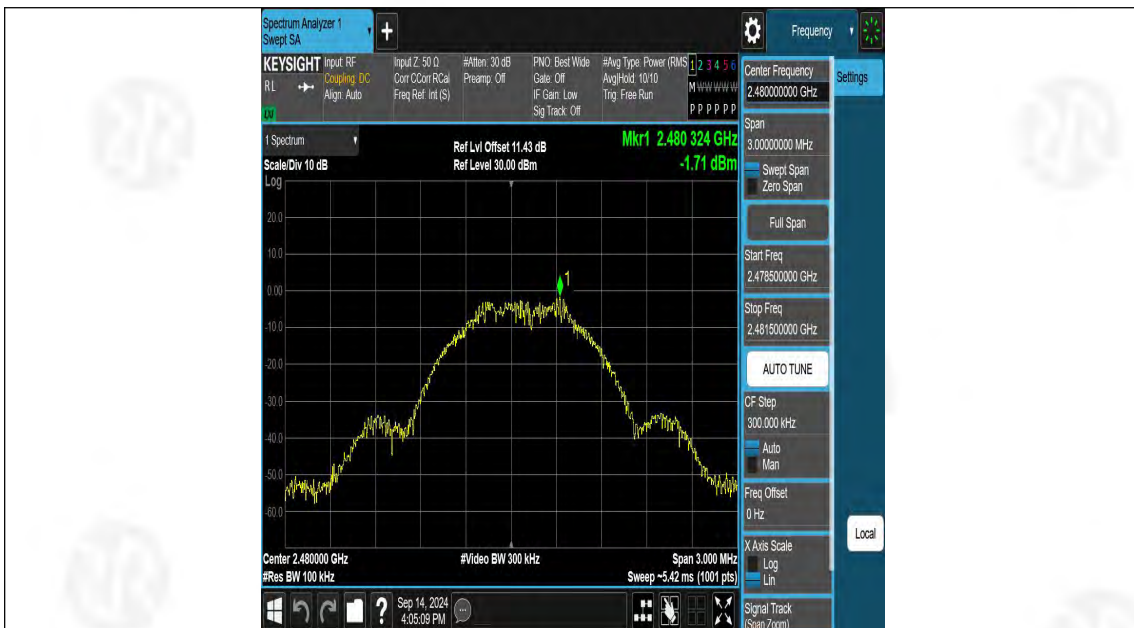 Spectrum Analyzer 1
Swept SA
+
Frequency
KEYSIGHT
RL
Input: RF
Coupling: DC
Align: Auto
Input Z: 50 Ω
Corr CCorr RCal
Freq Ref: Int (S)
#Atten: 30 dB
Preamp: Off
PNO: Best Wide
Gate: Off
IF Gain: Low
Sig Track: Off
#Avg Type: Power (RMS
Avg|Hold: 10/10
Trig: Free Run
1 2 3 4 5 6
M W W W W W
P P P P P P
1 Spectrum
Scale/Div 10 dB
Ref Lvl Offset 11.43 dB
Ref Level 30.00 dBm
Mkr1 2.480 324 GHz
-1.71 dBm
Log
20.0
10.0
0.00
-10.0
-20.0
-30.0
-40.0
-50.0
-60.0
1
Center 2.480000 GHz
#Res BW 100 kHz
#Video BW 300 kHz
Span 3.000 MHz
Sweep ~5.42 ms (1001 pts)
Center Frequency
2.480000000 GHz
Settings
Span
3.00000000 MHz
Swept Span
Zero Span
Full Span
Start Freq
2.478500000 GHz
Stop Freq
2.481500000 GHz
AUTO TUNE
CF Step
300.000 kHz
Auto
Man
Freq Offset
0 Hz
X Axis Scale
Log
Lin
Local
Signal Track
(Span Zoom)
?
Sep 14, 2024
4:05:09 PM